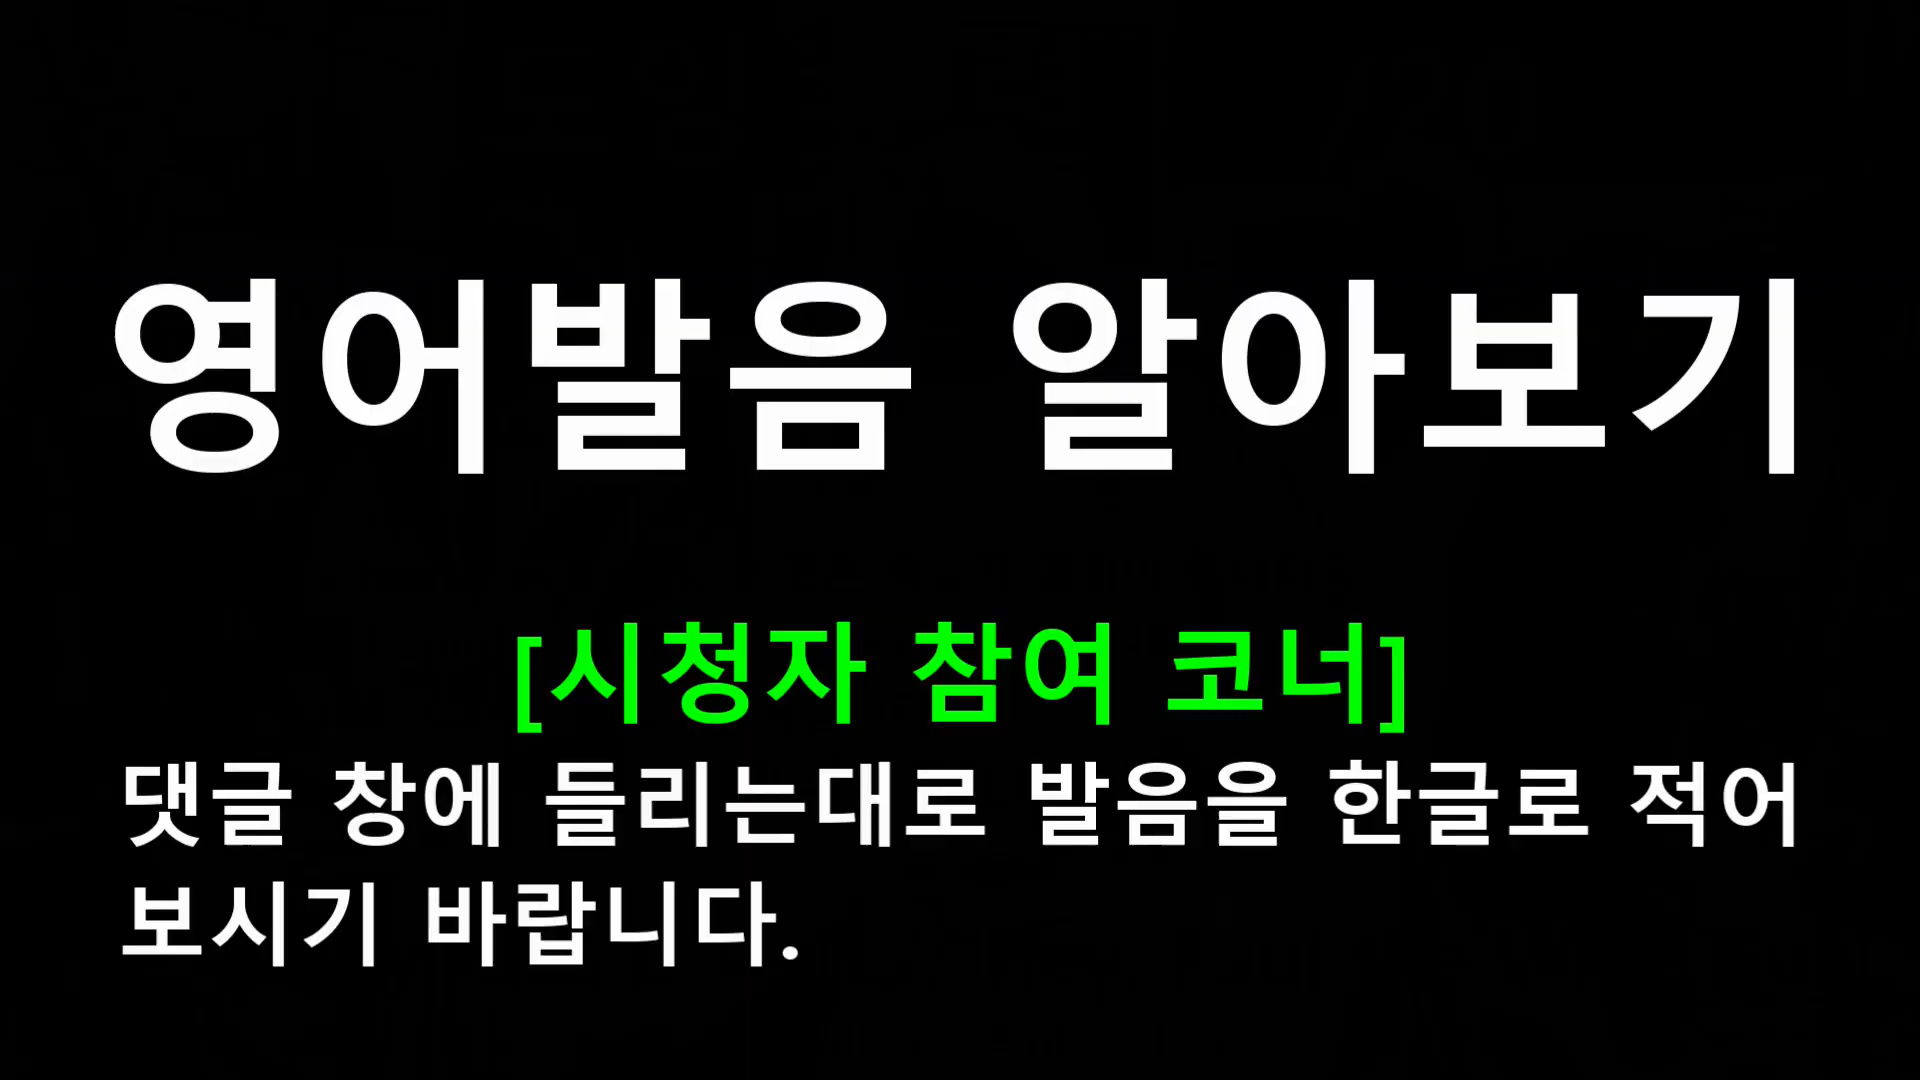 영어발음 알아보기
[시청자 참여 코너]
댓글 창에 들리는대로 발음을 한글로 적어
보시기 바랍니다.